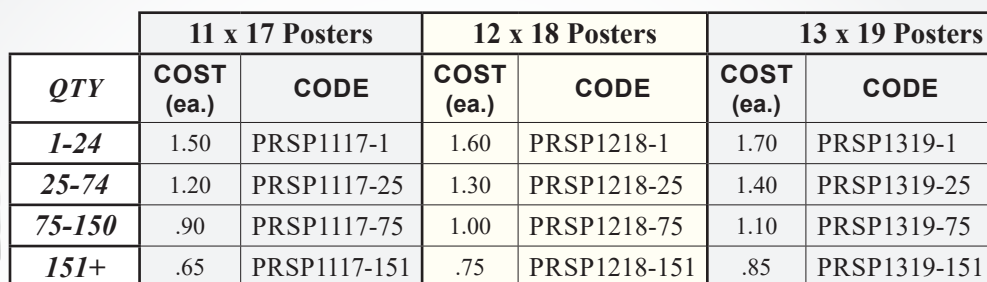 11 x 17 Posters 12 x 18 Posters 13 x 19 Posters
QTY COST (ea.) CODE COST (ea.) CODE COST (ea.) CODE
1-24 1.50 PRSP1117-1 1.60 PRSP1218-1 1.70 PRSP1319-1
25-74 1.20 PRSP1117-25 1.30 PRSP1218-25 1.40 PRSP1319-25
75-150 .90 PRSP1117-75 1.00 PRSP1218-75 1.10 PRSP1319-75
151+ .65 PRSP1117-151 .75 PRSP1218-151 .85 PRSP1319-151